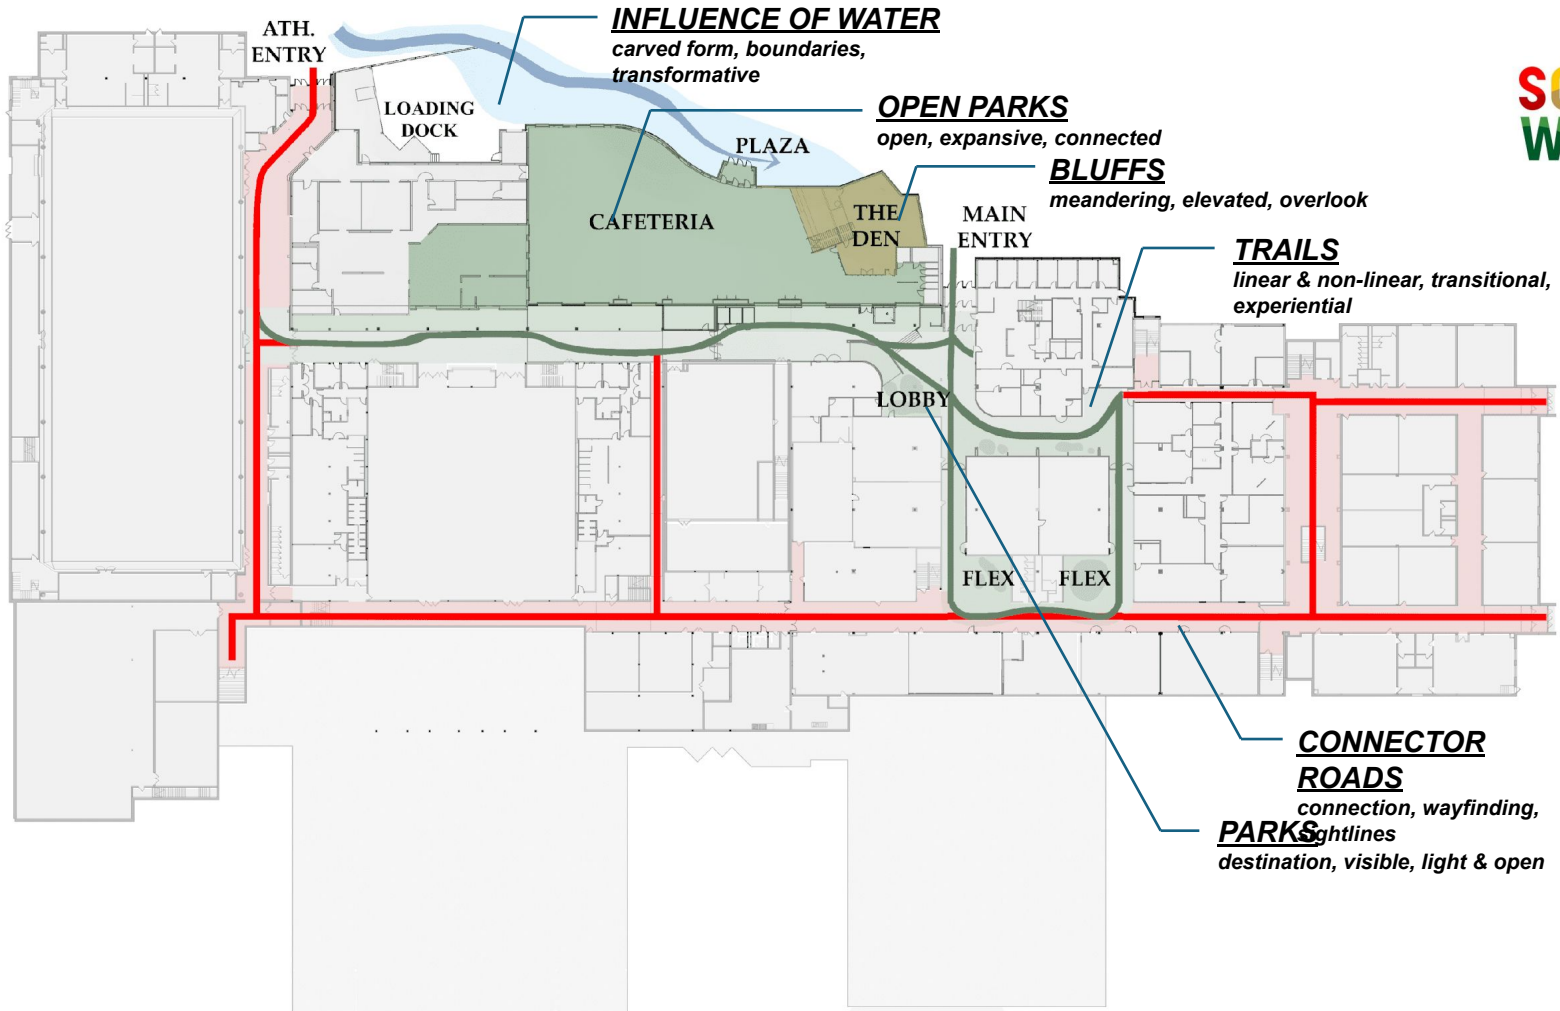 INFLUENCE OF WATER
carved form, boundaries,
transformative
ATH.
ENTRY
LOADING
DOCK
OPEN PARKS
open, expansive, connected
PLAZA
BLUFFS
meandering, elevated, overlook
CAFETERIA
THE
DEN
MAIN
ENTRY
TRAILS
linear & non-linear, transitional,
experiential
LOBBY
FLEX
FLEX
CONNECTOR
ROADS
connection, wayfinding,
sightlines
PARKS
destination, visible, light & open